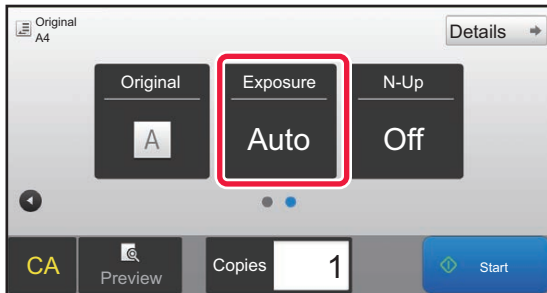 Original
A4
Details
Original
Exposure
N-Up
A
Auto
Off
CA
Preview
Copies
1
Start